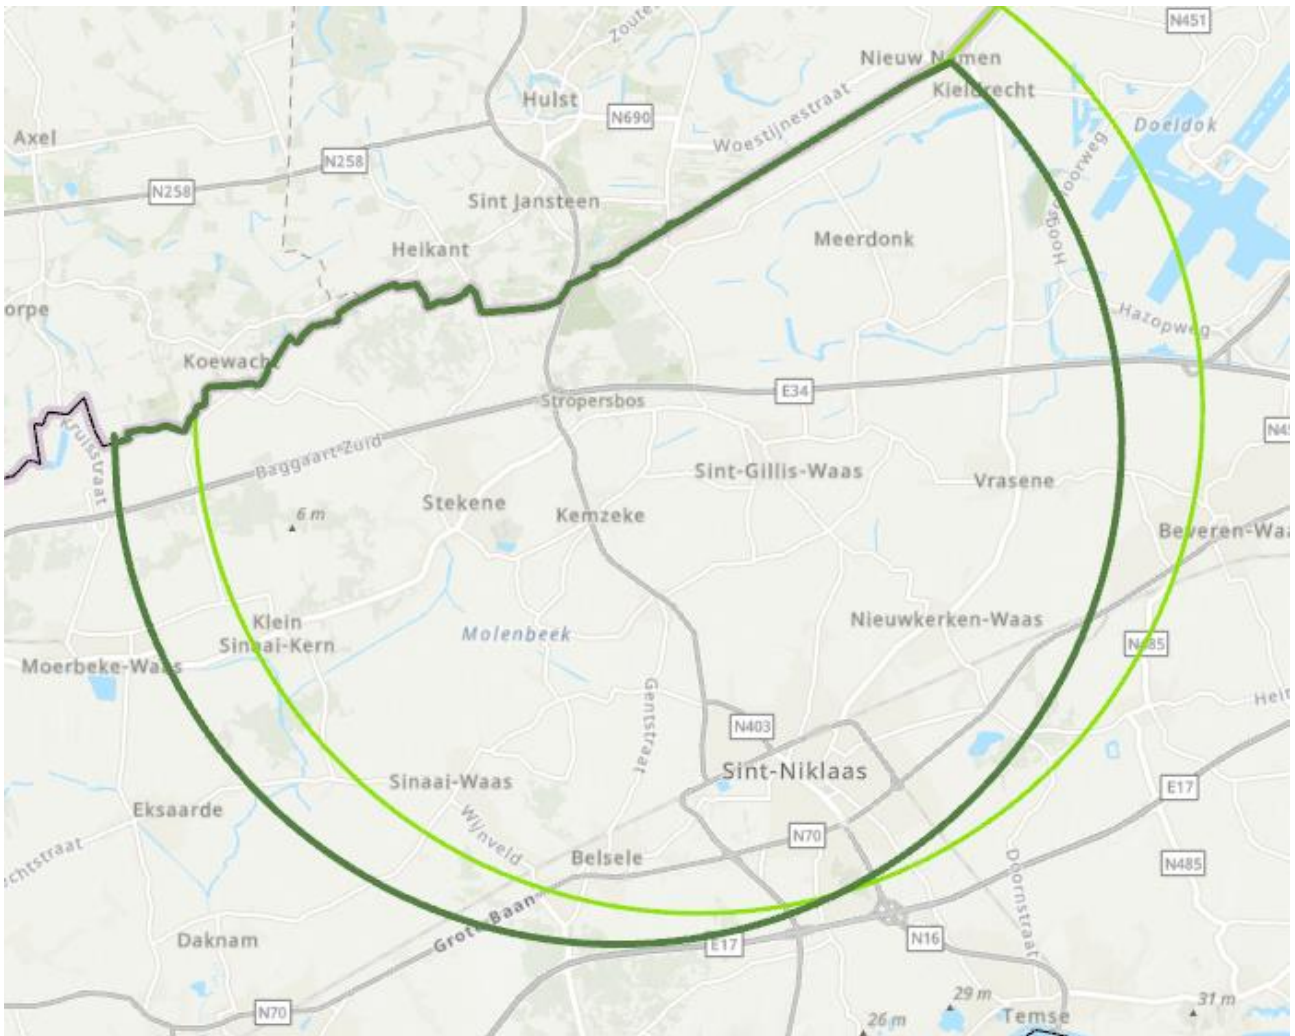 N451
Zoute
Nieuw Namen
Kieldrecht
Hulst
N690
Doeldok
Axel
Woestijnestraat
N258
N258
Sint Jansteen
Meerdonk
Heikant
orpe
Hazopweg
Koewacht
E34
Stropersbos
Kruisstraat
Baggaart-Zuid
Sint-Gillis-Waas
Vrasene
Stekene
6 m
Kemzeke
Beveren-Waa
Klein
Sinaai-Kern
Molenbeek
Nieuwkerken-Waas
N485
Moerbeke-Waas
Gentstraat
Hei
N403
Sint-Niklaas
Sinaai-Waas
E17
Eksaarde
Wijnveld
N70
echtstraat
Belsele
Doornstraat
N485
Grote Baan
Daknam
E17
N16
N70
29 m
31 m
Temse
26 m